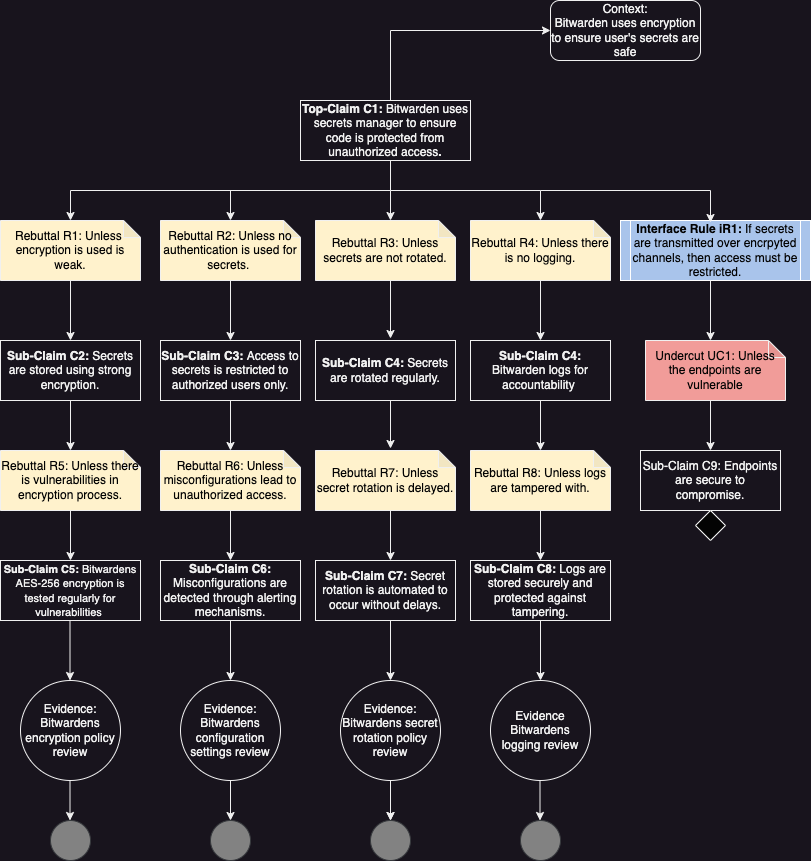 Context:
Bitwarden uses encryption
to ensure user's secrets are
safe
Top-Claim C1: Bitwarden uses
secrets manager to ensure
code is protected from
unauthorized access.
Rebuttal R1: Unless
encryption is used is
weak.
Rebuttal R2: Unless no
authentication is used for
secrets.
Rebuttal R3: Unless
secrets are not rotated.
Rebuttal R4: Unless there
is no logging.
Interface Rule iR1: If secrets
are transmitted over encrpyted
channels, then access must be
restricted.
Sub-Claim C2: Secrets
are stored using strong
encryption.
Sub-Claim C3: Access to
secrets is restricted to
authorized users only.
Sub-Claim C4: Secrets
are rotated regularly.
Sub-Claim C4:
Bitwarden logs for
accountability
Undercut UC1: Unless
the endpoints are
vulnerable
Rebuttal R5: Unless there
is vulnerabilities in
encryption process.
Rebuttal R6: Unless
misconfigurations lead to
unauthorized access.
Rebuttal R7: Unless
secret rotation is delayed.
Rebuttal R8: Unless logs
are tampered with.
Sub-Claim C9: Endpoints
are secure to
compromise.
Sub-Claim C5: Bitwardens
AES-256 encryption is
tested regularly for
vulnerabilities
Sub-Claim C6:
Misconfigurations are
detected through alerting
mechanisms.
Sub-Claim C7: Secret
rotation is automated to
occur without delays.
Sub-Claim C8: Logs are
stored securely and
protected against
tampering.
Evidence:
Bitwardens
encryption policy
review
Evidence:
Bitwardens
configuration
settings review
Evidence:
Bitwardens secret
rotation policy
review
Evidence
Bitwardens
logging review